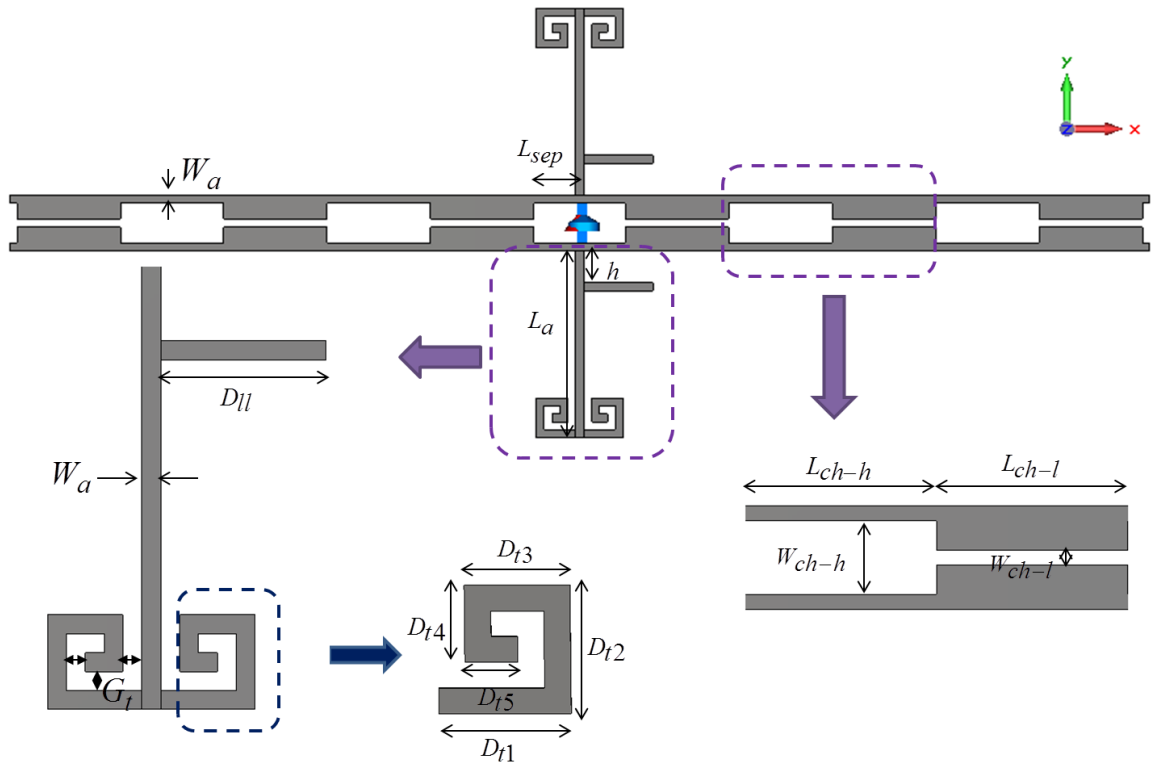 Y
X
Z
L_sep
W_a
h
L_a
D_ll
W_a
G_t
D_t3
D_t4
D_t2
D_t5
D_t1
L_ch-h
L_ch-l
W_ch-h
W_ch-l